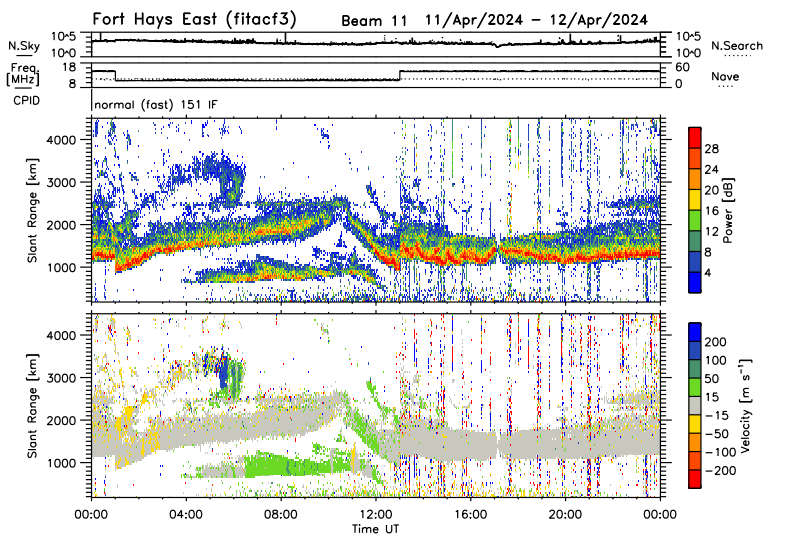 Fort Hays East (fitacf3) Beam 11 11/Apr/2024 - 12/Apr/2024
N.Sky 10^5 10^0 10^5 10^0 N.Search
Freq. [MHz] 18 8 60 0 Nave
CPID normal (fast) 151 IF
Slant Range [km] 4000 3000 2000 1000
28 24 20 16 12 8 4 Power [dB]
Slant Range [km] 4000 3000 2000 1000
200 100 50 15 -15 -50 -100 -200 Velocity [m s⁻¹]
00:00 04:00 08:00 12:00 16:00 20:00 00:00
Time UT